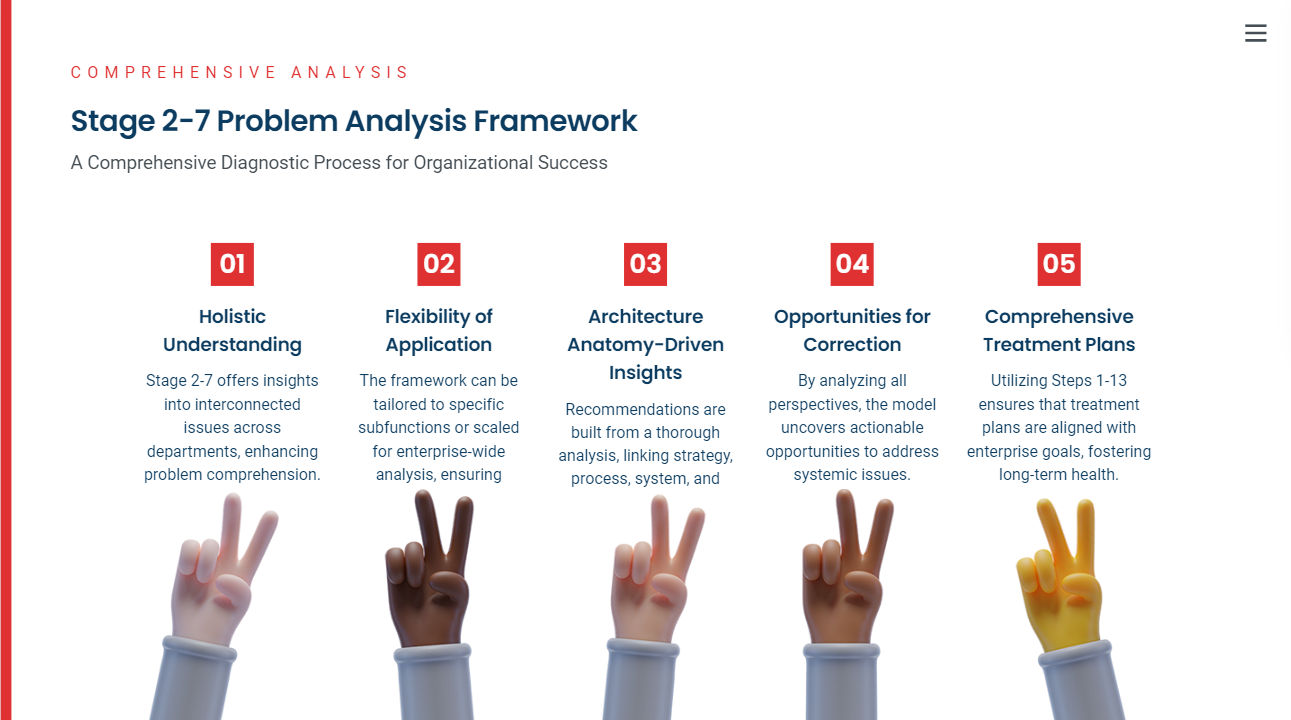 COMPREHENSIVE ANALYSIS
Stage 2-7 Problem Analysis Framework
A Comprehensive Diagnostic Process for Organizational Success
01
Holistic
Understanding
Stage 2-7 offers insights
into interconnected
issues across
departments, enhancing
problem comprehension.
02
Flexibility of
Application
The framework can be
tailored to specific
subfunctions or scaled
for enterprise-wide
analysis, ensuring
03
Architecture
Anatomy-Driven
Insights
Recommendations are
built from a thorough
analysis, linking strategy,
process, system, and
04
Opportunities for
Correction
By analyzing all
perspectives, the model
uncovers actionable
opportunities to address
systemic issues.
05
Comprehensive
Treatment Plans
Utilizing Steps 1-13
ensures that treatment
plans are aligned with
enterprise goals, fostering
long-term health.